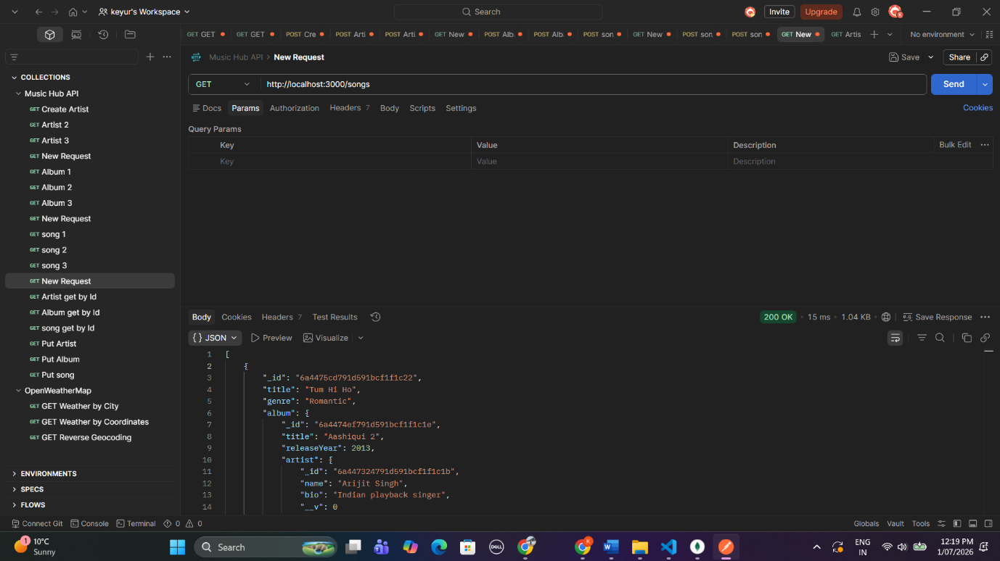 keyur's Workspace
Search
Invite
Upgrade
GET GET
GET GET
POST Cre
POST Arti
POST Arti
GET New
POST Alb.
POST Alb.
POST son
GET New
POST son
POST son
GET New
GET Artis
No environment
Music Hub API > New Request
Save
Share
COLLECTIONS
Music Hub API
GET Create Artist
GET Artist 2
GET Artist 3
GET New Request
GET Album 1
GET Album 2
GET Album 3
GET New Request
GET song 1
GET song 2
GET song 3
GET New Request
GET Artist get by Id
GET Album get by Id
GET song get by Id
GET Put Artist
GET Put Album
GET Put song
OpenWeatherMap
GET GET Weather by City
GET GET Weather by Coordinates
GET GET Reverse Geocoding
ENVIRONMENTS
SPECS
FLOWS
HTTP
GET
http://localhost:3000/songs
Send
Docs
Params
Authorization
Headers 7
Body
Scripts
Settings
Cookies
Query Params
Key
Value
Description
Bulk Edit
Key
Value
Description
Body
Cookies
Headers 7
Test Results
200 OK
15 ms
1.04 KB
e.g. Save Response
{} JSON
Preview
Visualize
1 [
2 {
3 "_id": "6a4475cd791d591bcf1f1c22",
4 "title": "Tum Hi Ho",
5 "genre": "Romantic",
6 "album": {
7 "_id": "6a4474ef791d591bcf1f1c1e",
8 "title": "Aashiqui 2",
9 "releaseYear": 2013,
10 "artist": {
11 "_id": "6a447324791d591bcf1f1c1b",
12 "name": "Arijit Singh",
13 "bio": "Indian playback singer",
14 "__v": 0
Connect Git
Console
Terminal
0
0
Globals
Vault
Tools
1
10°C
Sunny
Search
DELL
K
ENG
IN
12:19 PM
1/07/2026